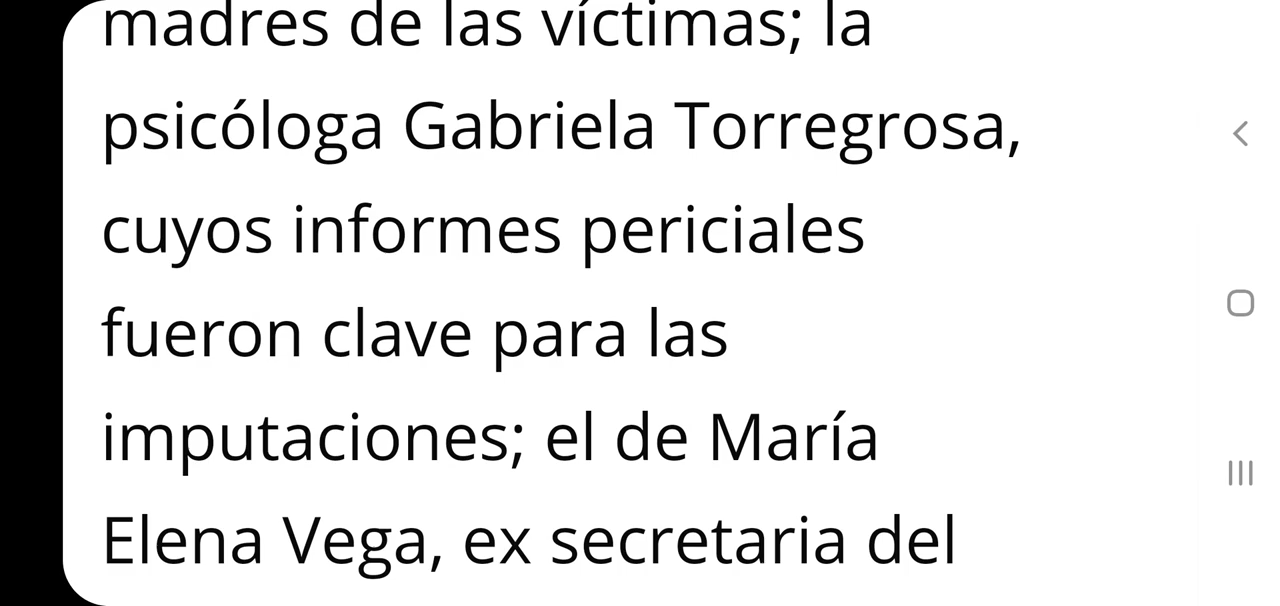 madres de las víctimas; la
psicóloga Gabriela Torregrosa,
cuyos informes periciales
fueron clave para las
imputaciones; el de María
Elena Vega, ex secretaria del